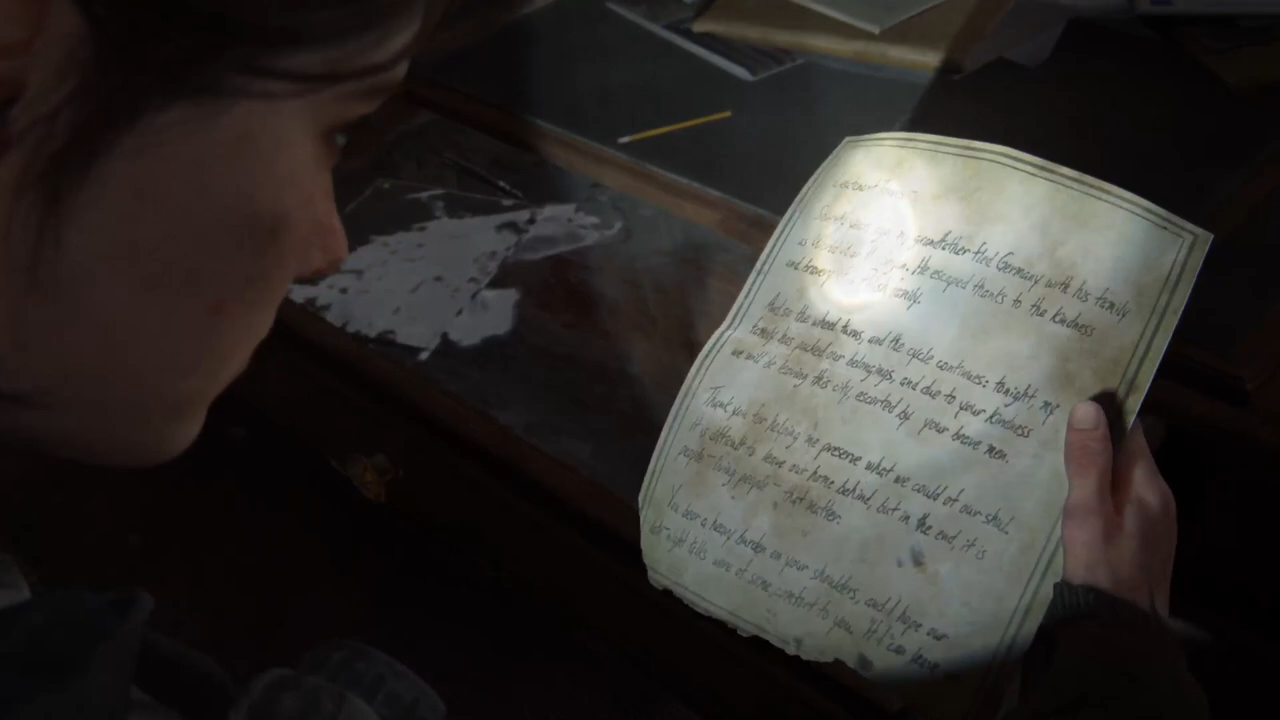 Lieutenant
my grandfather fled Germany with his family
as He escaped thanks to the kindness
and family.
And so the wheel turns, and the cycle continues: tonight, my
family has packed our belongings, and due to your kindness
we will be leaving this city, escorted by your brave men.
Thank you for helping me preserve what we could of our shul.
It is difficult to leave our home behind, but in the end, it is
people - living people - that matter.
You bear a heavy burden on your shoulders, and I hope our
night talks were of some comfort to you. If I can leave